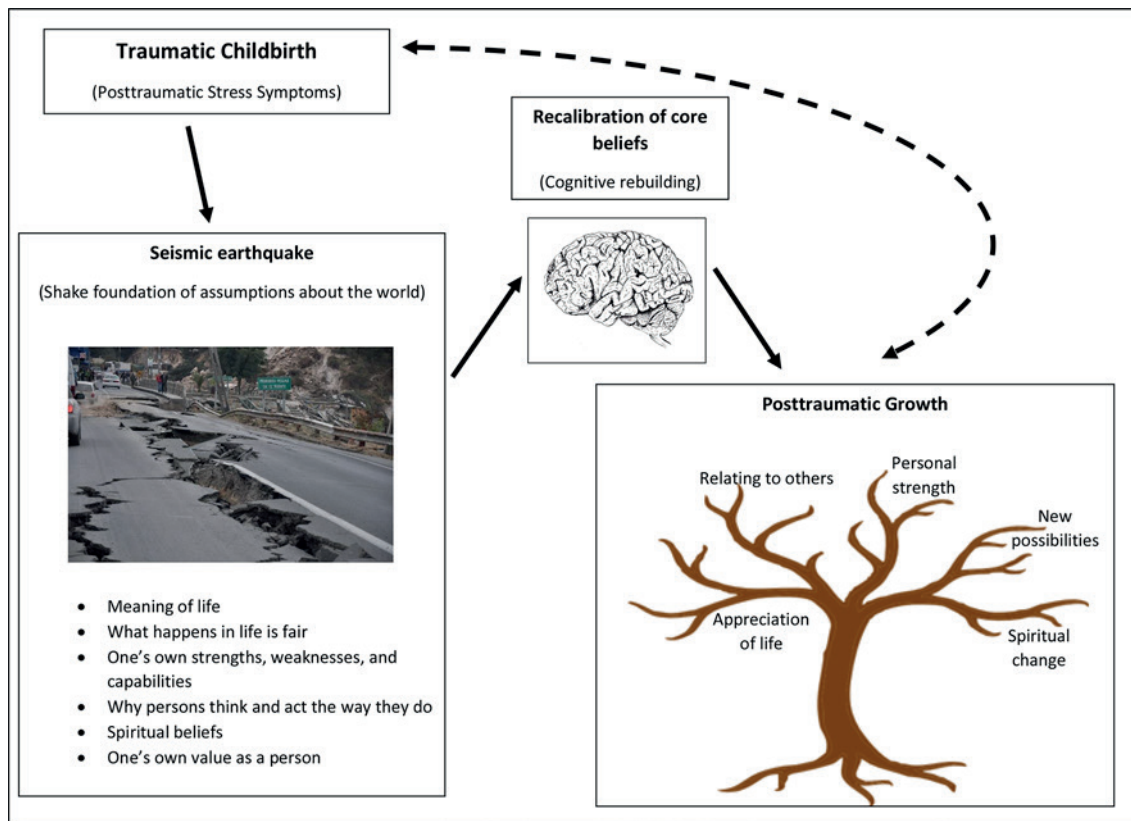 Traumatic Childbirth
(Posttraumatic Stress Symptoms)
Recalibration of core
beliefs
(Cognitive rebuilding)
Seismic earthquake
(Shake foundation of assumptions about the world)
• Meaning of life
• What happens in life is fair
• One’s own strengths, weaknesses, and
capabilities
• Why persons think and act the way they do
• Spiritual beliefs
• One’s own value as a person
Posttraumatic Growth
Relating to others
Personal
strength
New
possibilities
Appreciation
of life
Spiritual
change